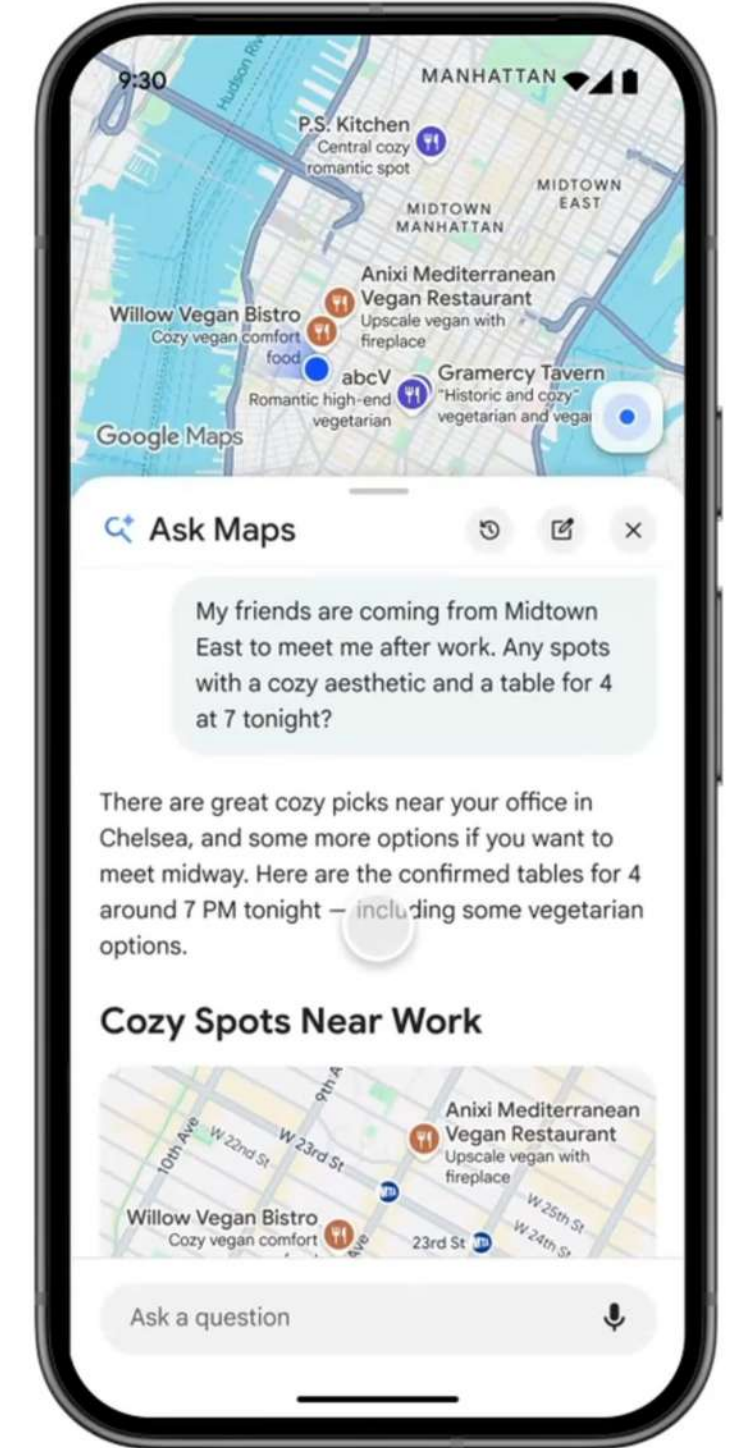 9:30
MANHATTAN
Hudson
P.S. Kitchen
Central cozy
romantic spot
MIDTOWN
EAST
MIDTOWN
MANHATTAN
Anixi Mediterranean
Vegan Restaurant
Upscale vegan with
fireplace
Willow Vegan Bistro
Cozy vegan comfort
food
abcV
Romantic high-end
vegetarian
Gramercy Tavern
"Historic and cozy"
vegetarian and vegan
Google Maps
Ask Maps
My friends are coming from Midtown
East to meet me after work. Any spots
with a cozy aesthetic and a table for 4
at 7 tonight?
There are great cozy picks near your office in
Chelsea, and some more options if you want to
meet midway. Here are the confirmed tables for 4
around 7 PM tonight — including some vegetarian
options.
Cozy Spots Near Work
9th A
10th Ave
W 22nd St
W 23rd St
Anixi Mediterranean
Vegan Restaurant
Upscale vegan with
fireplace
MTA
W 25th St
W 24th St
Willow Vegan Bistro
Cozy vegan comfort
Ave
23rd St
MTA
Ask a question